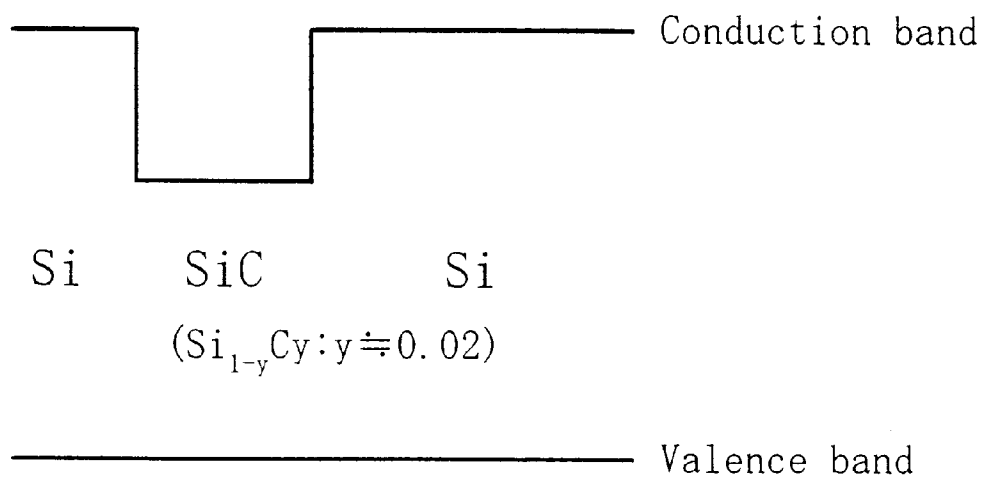 Conduction band
Si SiC Si
(Si₁₋yCy:y≒0.02)
Valence band